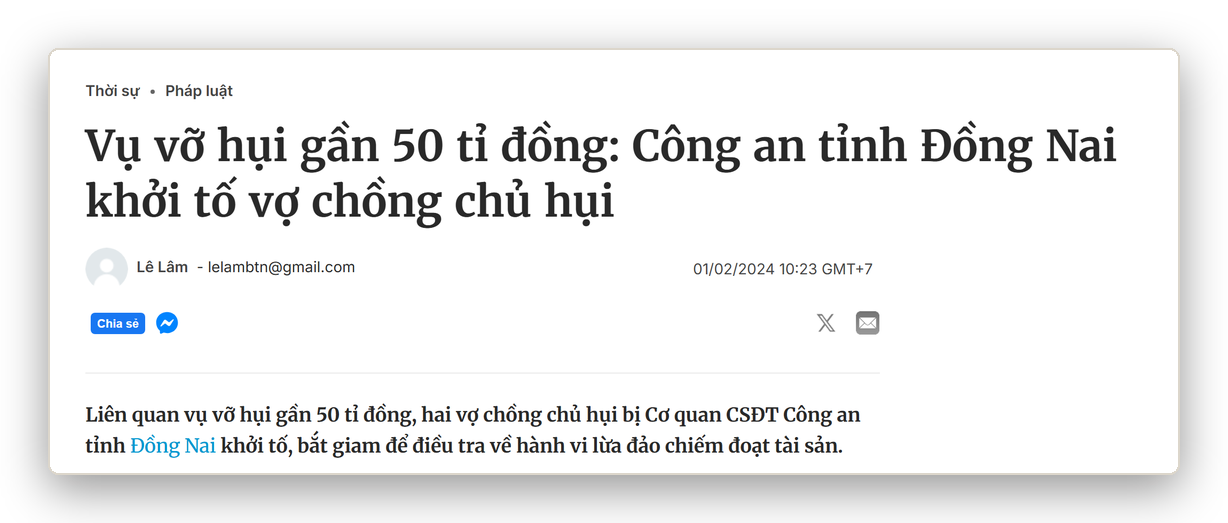 Thời sự • Pháp luật
Vụ vỡ hụi gần 50 tỉ đồng: Công an tỉnh Đồng Nai
khởi tố vợ chồng chủ hụi
Lê Lâm - lelambtn@gmail.com
01/02/2024 10:23 GMT+7
Chia sẻ
Liên quan vụ vỡ hụi gần 50 tỉ đồng, hai vợ chồng chủ hụi bị Cơ quan CSĐT Công an
tỉnh Đồng Nai khởi tố, bắt giam để điều tra về hành vi lừa đảo chiếm đoạt tài sản.